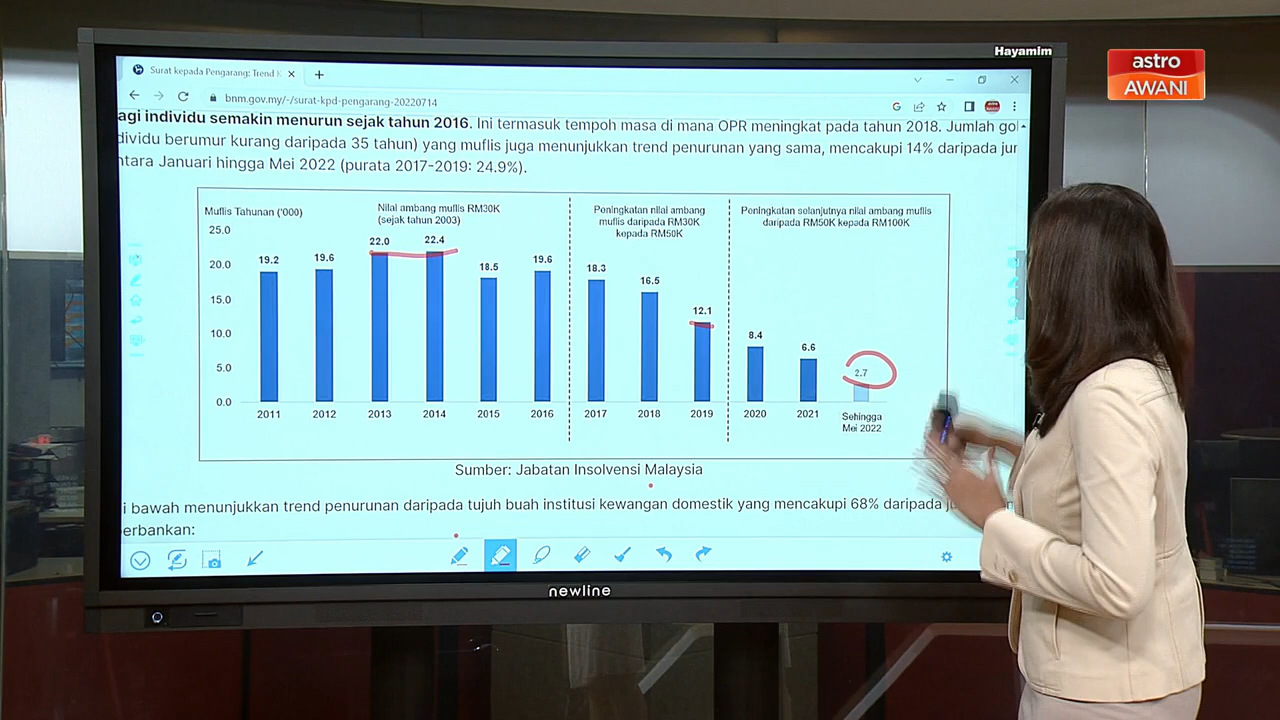 Hayamim
astro
AWANI
Surat kepada Pengarang: Trend
bnm.gov.my/-/surat-kpd-pengarang-20220714
agi individu semakin menurun sejak tahun 2016. Ini termasuk tempoh masa di mana OPR meningkat pada tahun 2018. Jumlah gol
dividu berumur kurang daripada 35 tahun) yang muflis juga menunjukkan trend penurunan yang sama, mencakupi 14% daripada jum
ntara Januari hingga Mei 2022 (purata 2017-2019: 24.9%).
Muflis Tahunan ('000)
Nilai ambang muflis RM30K
(sejak tahun 2003)
Peningkatan nilai ambang
muflis daripada RM30K
kepada RM50K
Peningkatan selanjutnya nilai ambang muflis
daripada RM50K kepada RM100K
25.0
20.0
15.0
10.0
5.0
0.0
19.2 19.6 22.0 22.4 18.5 19.6 18.3 16.5 12.1 8.4 6.6 2.7
2011 2012 2013 2014 2015 2016 2017 2018 2019 2020 2021 Sehingga
Mei 2022
Sumber: Jabatan Insolvensi Malaysia
i bawah menunjukkan trend penurunan daripada tujuh buah institusi kewangan domestik yang mencakupi 68% daripada
erbankan:
newline